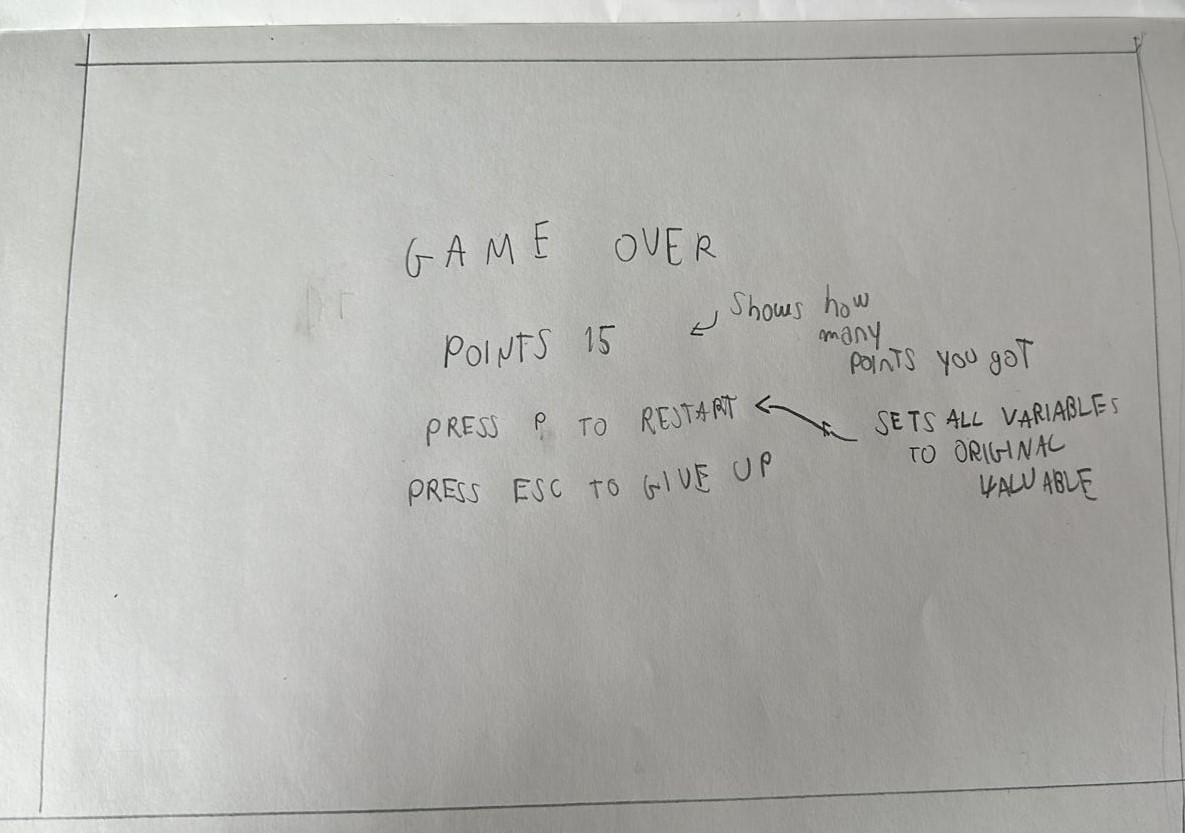 GAME OVER
POINTS 15
Shows how
many
points you got
PRESS P TO RESTART
SETS ALL VARIABLES
TO ORIGINAL
VALUABLE
PRESS ESC TO GIVE UP